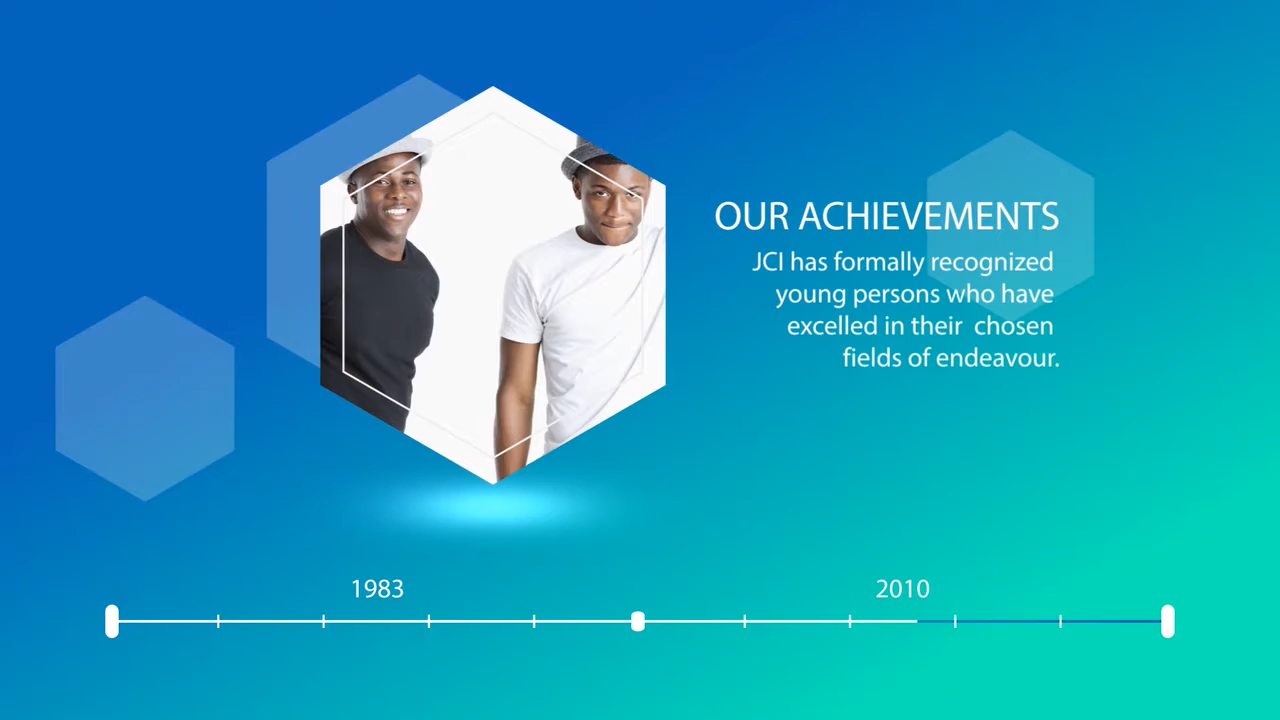 OUR ACHIEVEMENTS
JCI has formally recognized
young persons who have
excelled in their chosen
fields of endeavour.
1983
2010